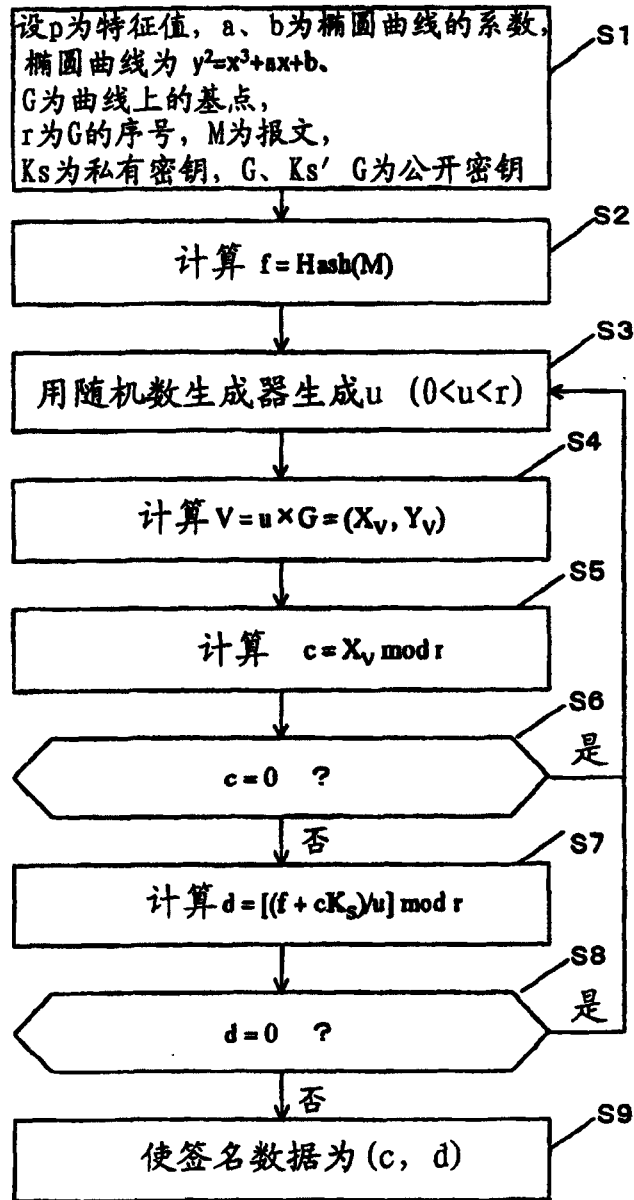 设p为特征值, a、b为椭圆曲线的系数,
椭圆曲线为 y²=x³+ax+b、
G为曲线上的基点,
r为G的序号, M为报文,
Ks为私有密钥, G、Ks′ G为公开密钥
S1
计算 f = Hash(M)
S2
用随机数生成器生成u (0<u<r)
S3
计算 V = u × G = (X_V, Y_V)
S4
计算 c = X_V mod r
S5
c = 0 ?
S6
是
否
计算 d = [(f + cK_S)/u] mod r
S7
d = 0 ?
S8
是
否
使签名数据为 (c, d)
S9